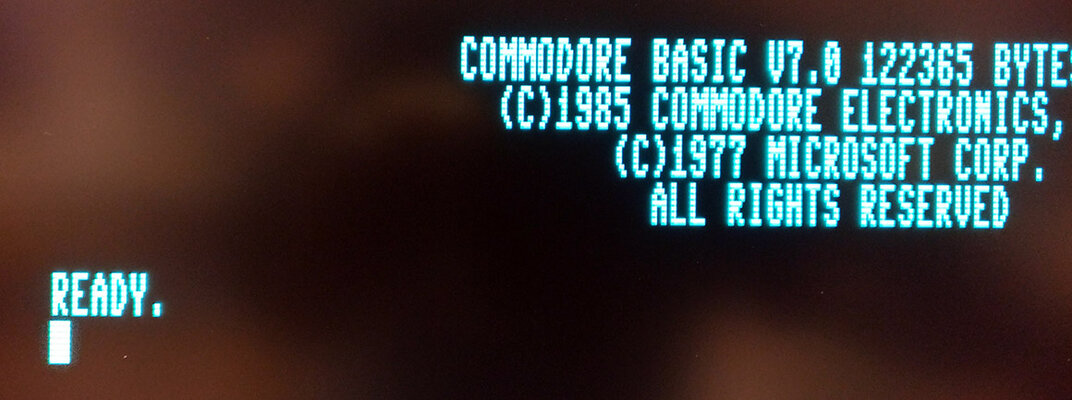 COMMODORE BASIC V7.0 122365 BYTES
(C)1985 COMMODORE ELECTRONICS,
(C)1977 MICROSOFT CORP.
ALL RIGHTS RESERVED
READY.